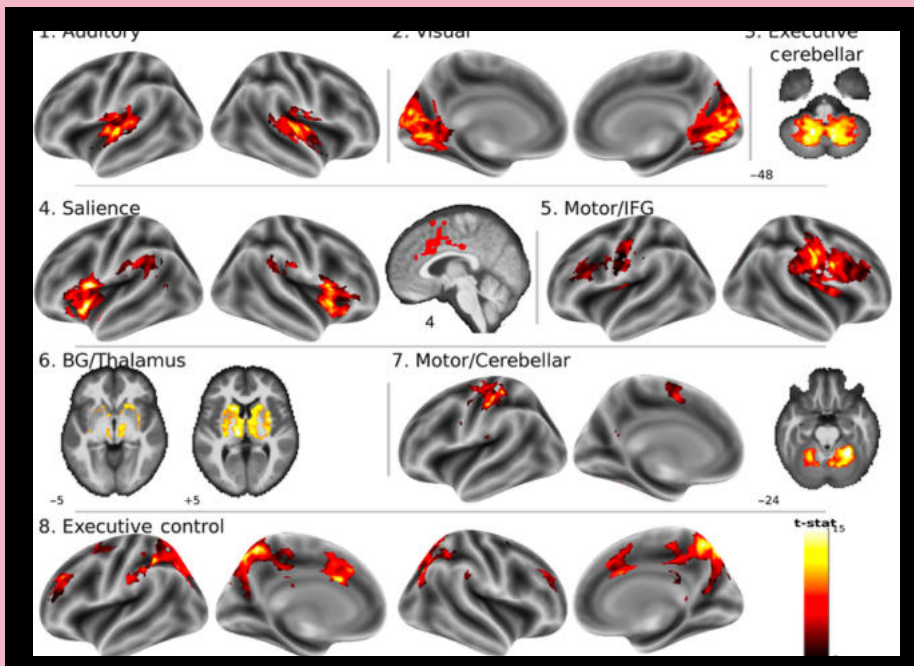 1. Auditory
2. Visual
3. Executive
cerebellar
−48
4. Salience
4
5. Motor/IFG
6. BG/Thalamus
−5
+5
7. Motor/Cerebellar
−24
8. Executive control
t-stat
15